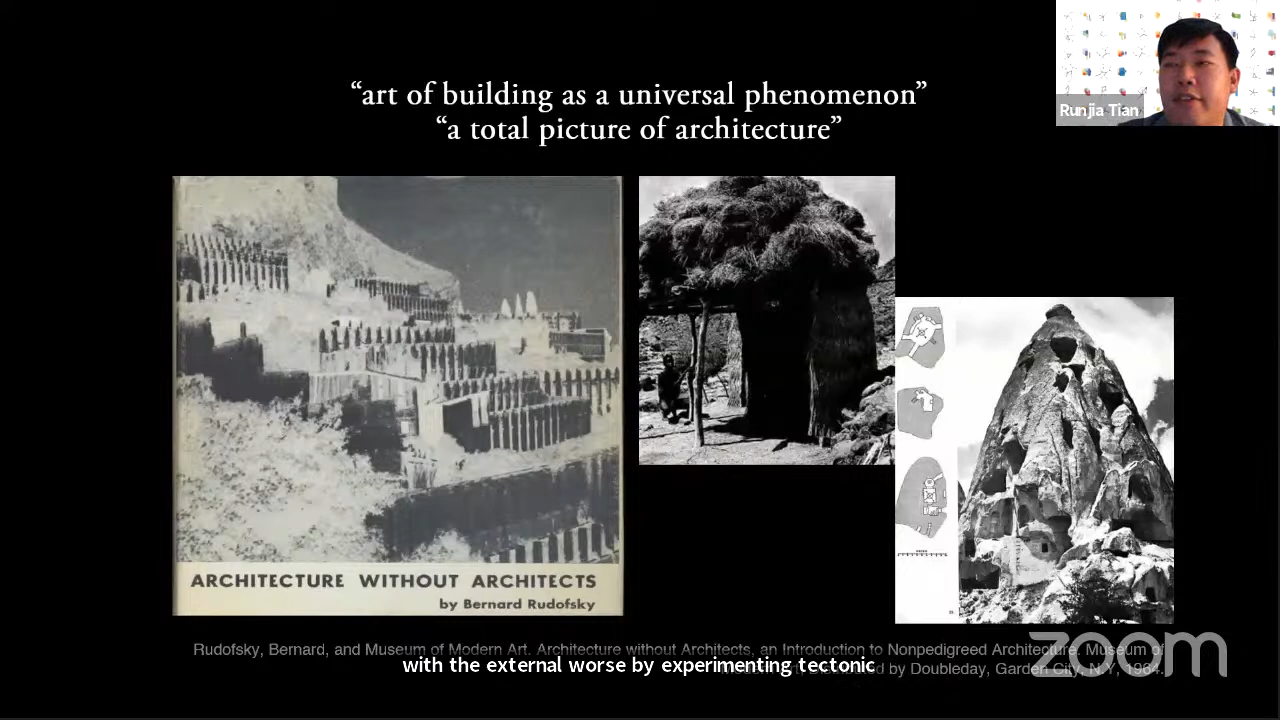 “art of building as a universal phenomenon”
“a total picture of architecture”
Runjia Tian
ARCHITECTURE WITHOUT ARCHITECTS
by Bernard Rudofsky
Rudofsky, Bernard, and Museum of Modern Art. Architecture without Architects, an Introduction to Nonpedigreed Architecture. Museum of
by Doubleday, Garden City, N.Y, 1964.
with the external worse by experimenting tectonic
zoom